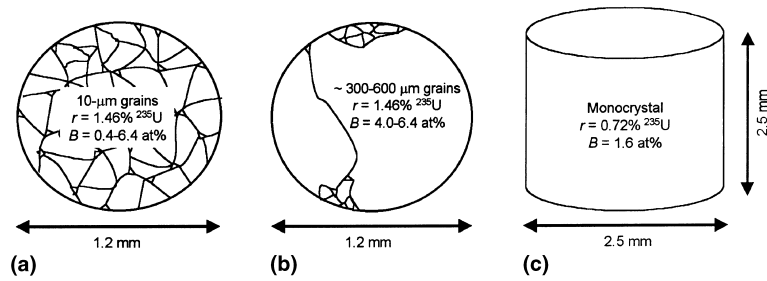 10-μm grains
r = 1.46% ²³⁵U
B = 0.4-6.4 at%
1.2 mm
(a)
~ 300-600 μm grains
r = 1.46% ²³⁵U
B = 4.0-6.4 at%
1.2 mm
(b)
Monocrystal
r = 0.72% ²³⁵U
B = 1.6 at%
2.5 mm
2.5 mm
(c)